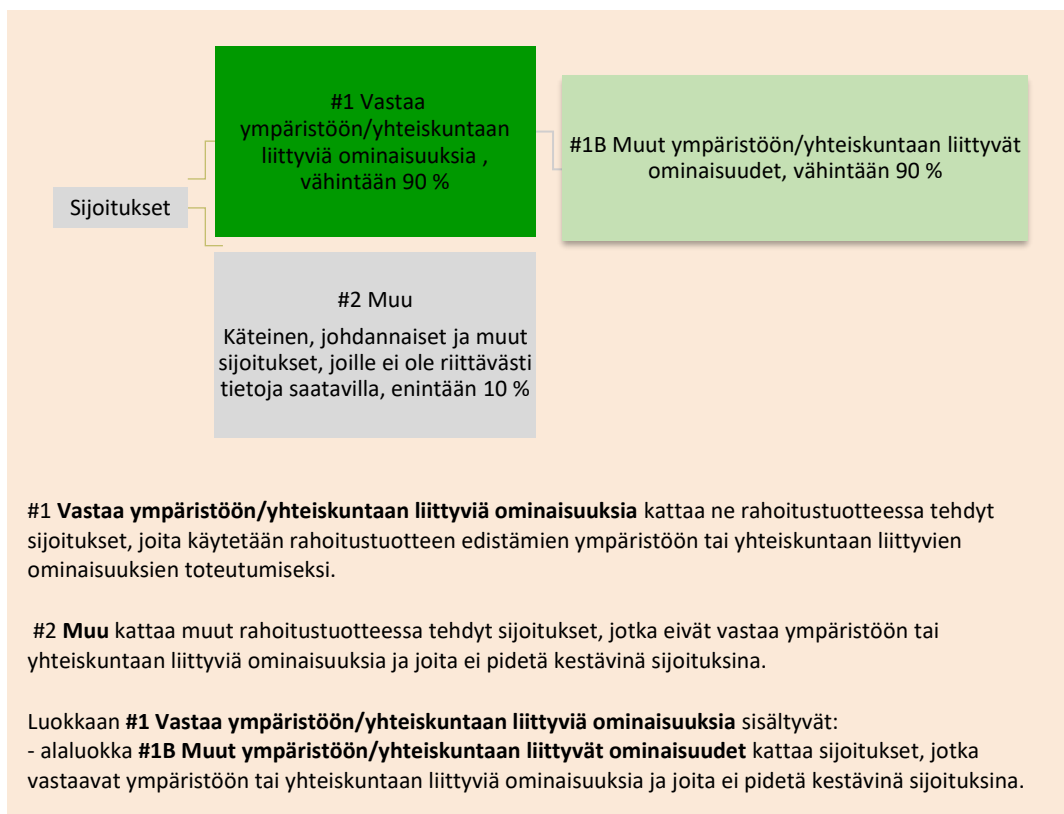 #1 Vastaa
ympäristöön/yhteiskuntaan
liittyviä ominaisuuksia ,
vähintään 90 %
#1B Muut ympäristöön/yhteiskuntaan liittyvät
ominaisuudet, vähintään 90 %
Sijoitukset
#2 Muu
Käteinen, johdannaiset ja muut
sijoitukset, joille ei ole riittävästi
tietoja saatavilla, enintään 10 %
#1 Vastaa ympäristöön/yhteiskuntaan liittyviä ominaisuuksia kattaa ne rahoitustuotteessa tehdyt
sijoitukset, joita käytetään rahoitustuotteen edistämien ympäristöön tai yhteiskuntaan liittyvien
ominaisuuksien toteutumiseksi.
#2 Muu kattaa muut rahoitustuotteessa tehdyt sijoitukset, jotka eivät vastaa ympäristöön tai
yhteiskuntaan liittyviä ominaisuuksia ja joita ei pidetä kestävinä sijoituksina.
Luokkaan #1 Vastaa ympäristöön/yhteiskuntaan liittyviä ominaisuuksia sisältyvät:
- alaluokka #1B Muut ympäristöön/yhteiskuntaan liittyvät ominaisuudet kattaa sijoitukset, jotka
vastaavat ympäristöön tai yhteiskuntaan liittyviä ominaisuuksia ja joita ei pidetä kestävinä sijoituksina.